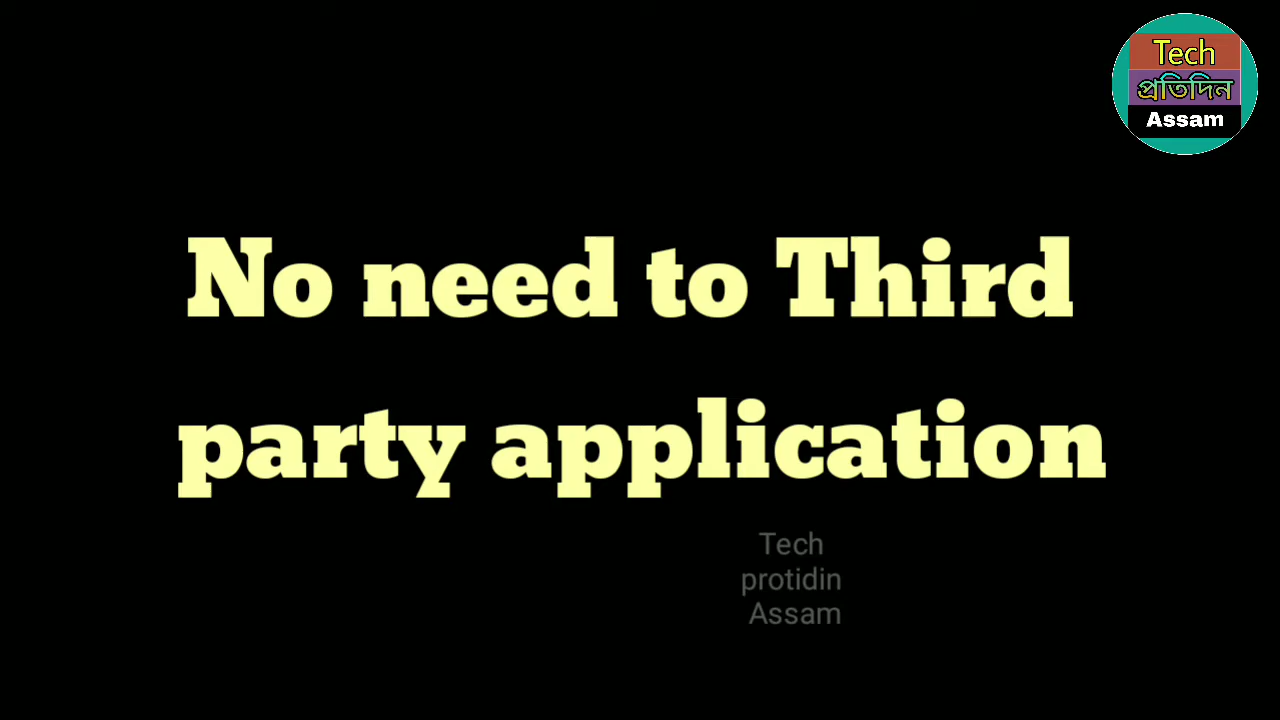 Tech
প্রতিদিন
Assam
No need to Third
party application
Tech
protidin
Assam